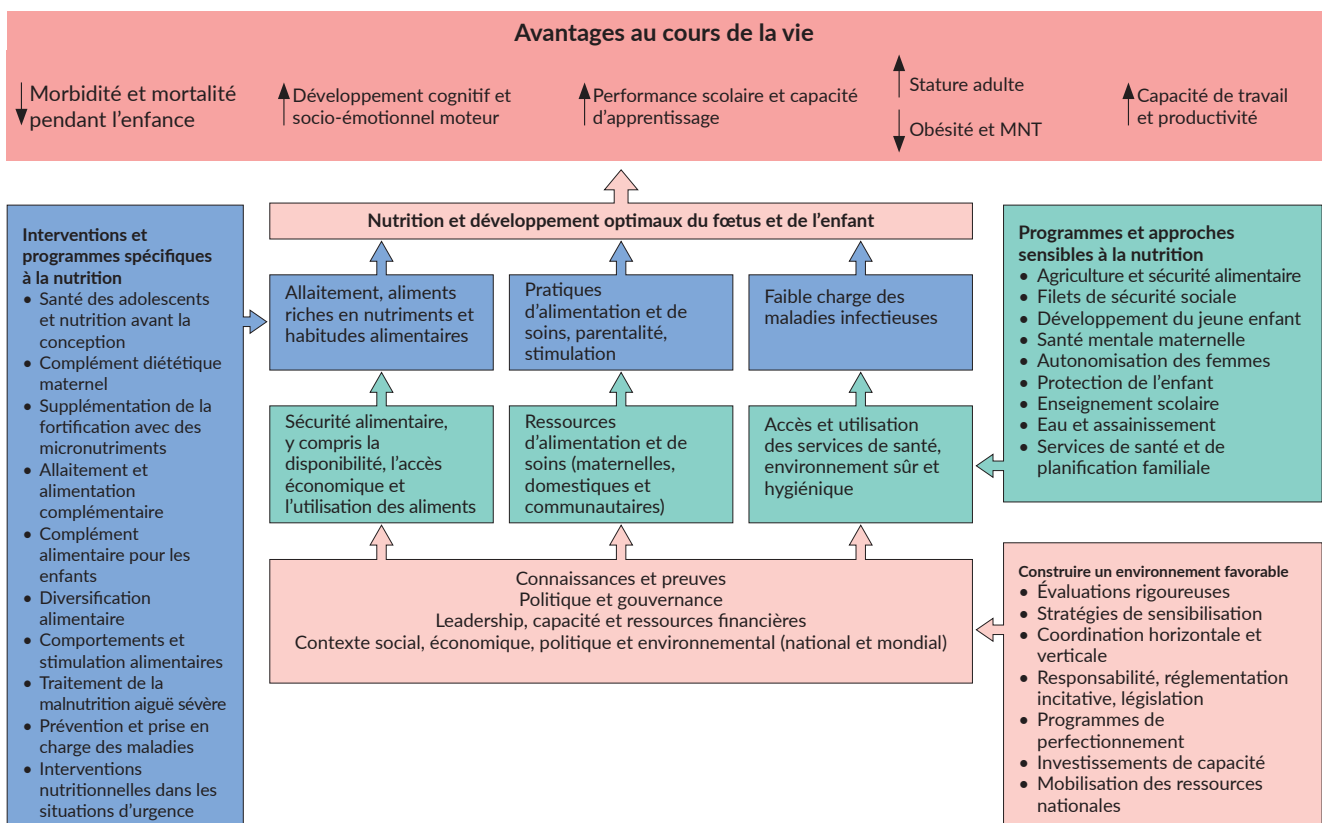 Avantages au cours de la vie
Morbidité et mortalité
pendant l'enfance
Développement cognitif et
socio-émotionnel moteur
Performance scolaire et capacité
d'apprentissage
Stature adulte
Obésité et MNT
Capacité de travail
et productivité
Nutrition et développement optimaux du fœtus et de l'enfant
Interventions et
programmes spécifiques
à la nutrition
• Santé des adolescents
et nutrition avant la
conception
• Complément diététique
maternel
• Supplémentation de la
fortification avec des
micronutriments
• Allaitement et
alimentation
complémentaire
• Complément
alimentaire pour les
enfants
• Diversification
alimentaire
• Comportements et
stimulation alimentaires
• Traitement de la
malnutrition aiguë sévère
• Prévention et prise en
charge des maladies
• Interventions
nutritionnelles dans les
situations d'urgence
Allaitement, aliments
riches en nutriments et
habitudes alimentaires
Pratiques
d'alimentation et de
soins, parentalité,
stimulation
Faible charge des
maladies infectieuses
Sécurité alimentaire,
y compris la
disponibilité, l'accès
économique et
l'utilisation des aliments
Ressources
d'alimentation et de
soins (maternelles,
domestiques et
communautaires)
Accès et utilisation
des services de santé,
environnement sûr et
hygiénique
Connaissances et preuves
Politique et gouvernance
Leadership, capacité et ressources financières
Contexte social, économique, politique et environnemental (national et mondial)
Programmes et approches
sensibles à la nutrition
• Agriculture et sécurité alimentaire
• Filets de sécurité sociale
• Développement du jeune enfant
• Santé mentale maternelle
• Autonomisation des femmes
• Protection de l'enfant
• Enseignement scolaire
• Eau et assainissement
• Services de santé et de
planification familiale
Construire un environnement favorable
• Évaluations rigoureuses
• Stratégies de sensibilisation
• Coordination horizontale et
verticale
• Responsabilité, réglementation
incitative, législation
• Programmes de
perfectionnement
• Investissements de capacité
• Mobilisation des ressources
nationales